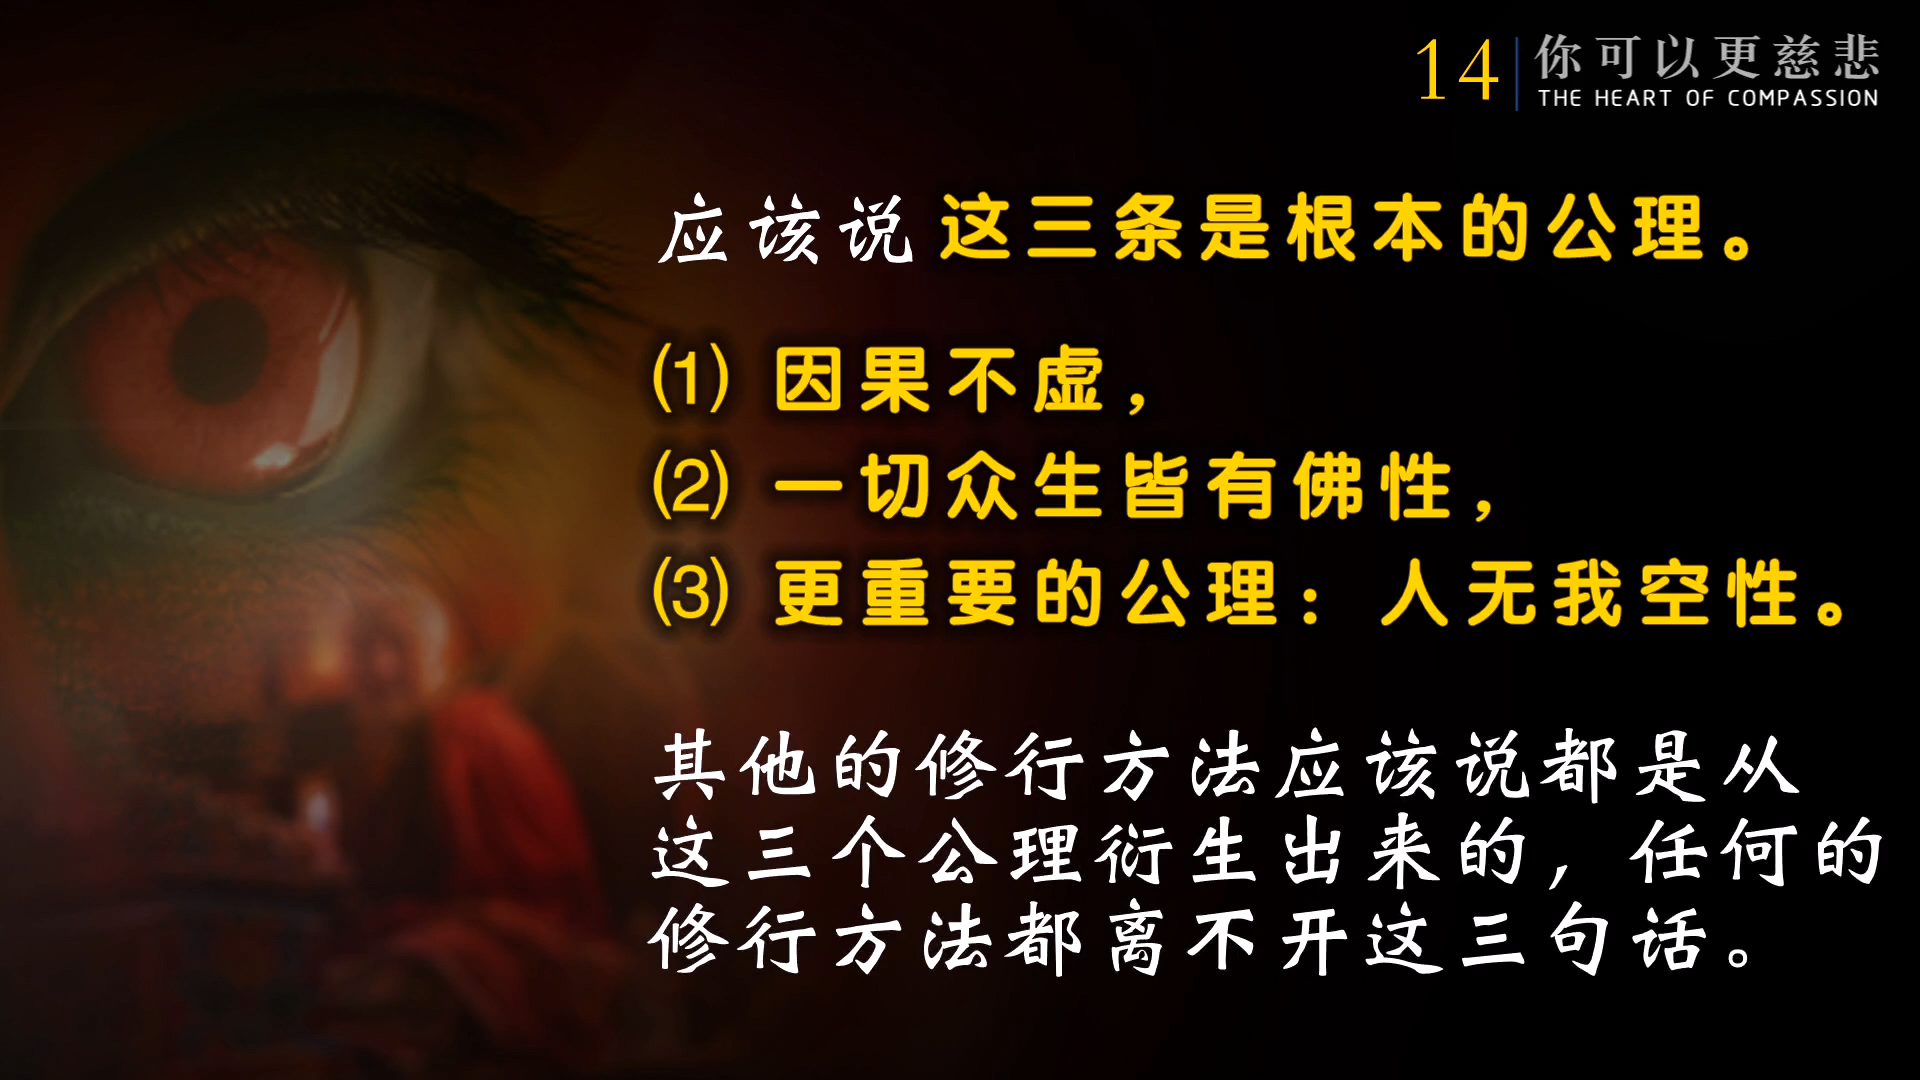 14 你可以更慈悲
THE HEART OF COMPASSION
应该说这三条是根本的公理。
(1) 因果不虚，
(2) 一切众生皆有佛性，
(3) 更重要的公理：人无我空性。
其他的修行方法应该说都是从
这三个公理衍生出来的，任何的
修行方法都离不开这三句话。